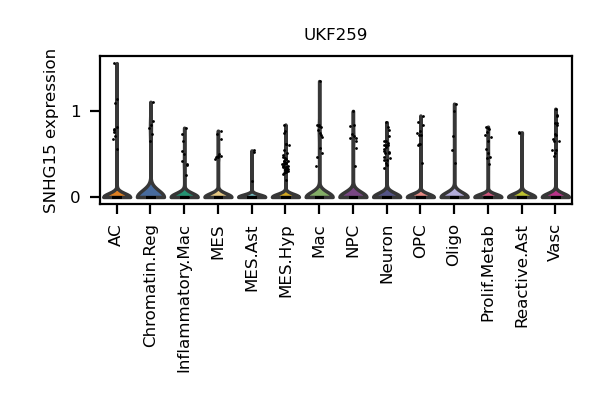 UKF259
SNHG15 expression
1
0
AC
Chromatin.Reg
Inflammatory.Mac
MES
MES.Ast
MES.Hyp
Mac
NPC
Neuron
OPC
Oligo
Prolif.Metab
Reactive.Ast
Vasc